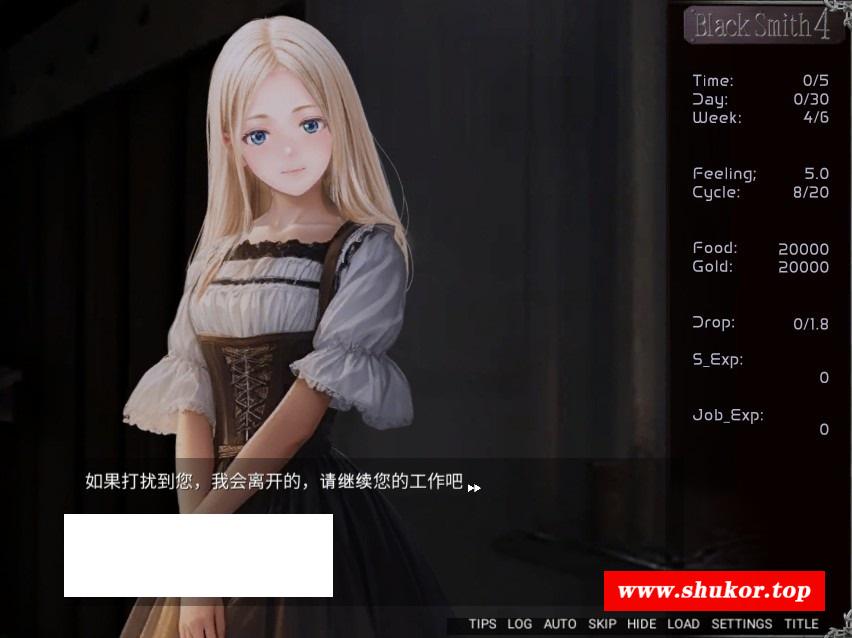 Black Smith 4
Time: 0/5
Day: 0/30
Week: 4/6
Feeling; 5.0
Cycle: 8/20
Food: 20000
Gold: 20000
Drop: 0/1.8
S_Exp:
0
Job_Exp:
0
如果打扰到您，我会离开的，请继续您的工作吧
www.shukor.top
TIPS LOG AUTO SKIP HIDE LOAD SETTINGS TITLE